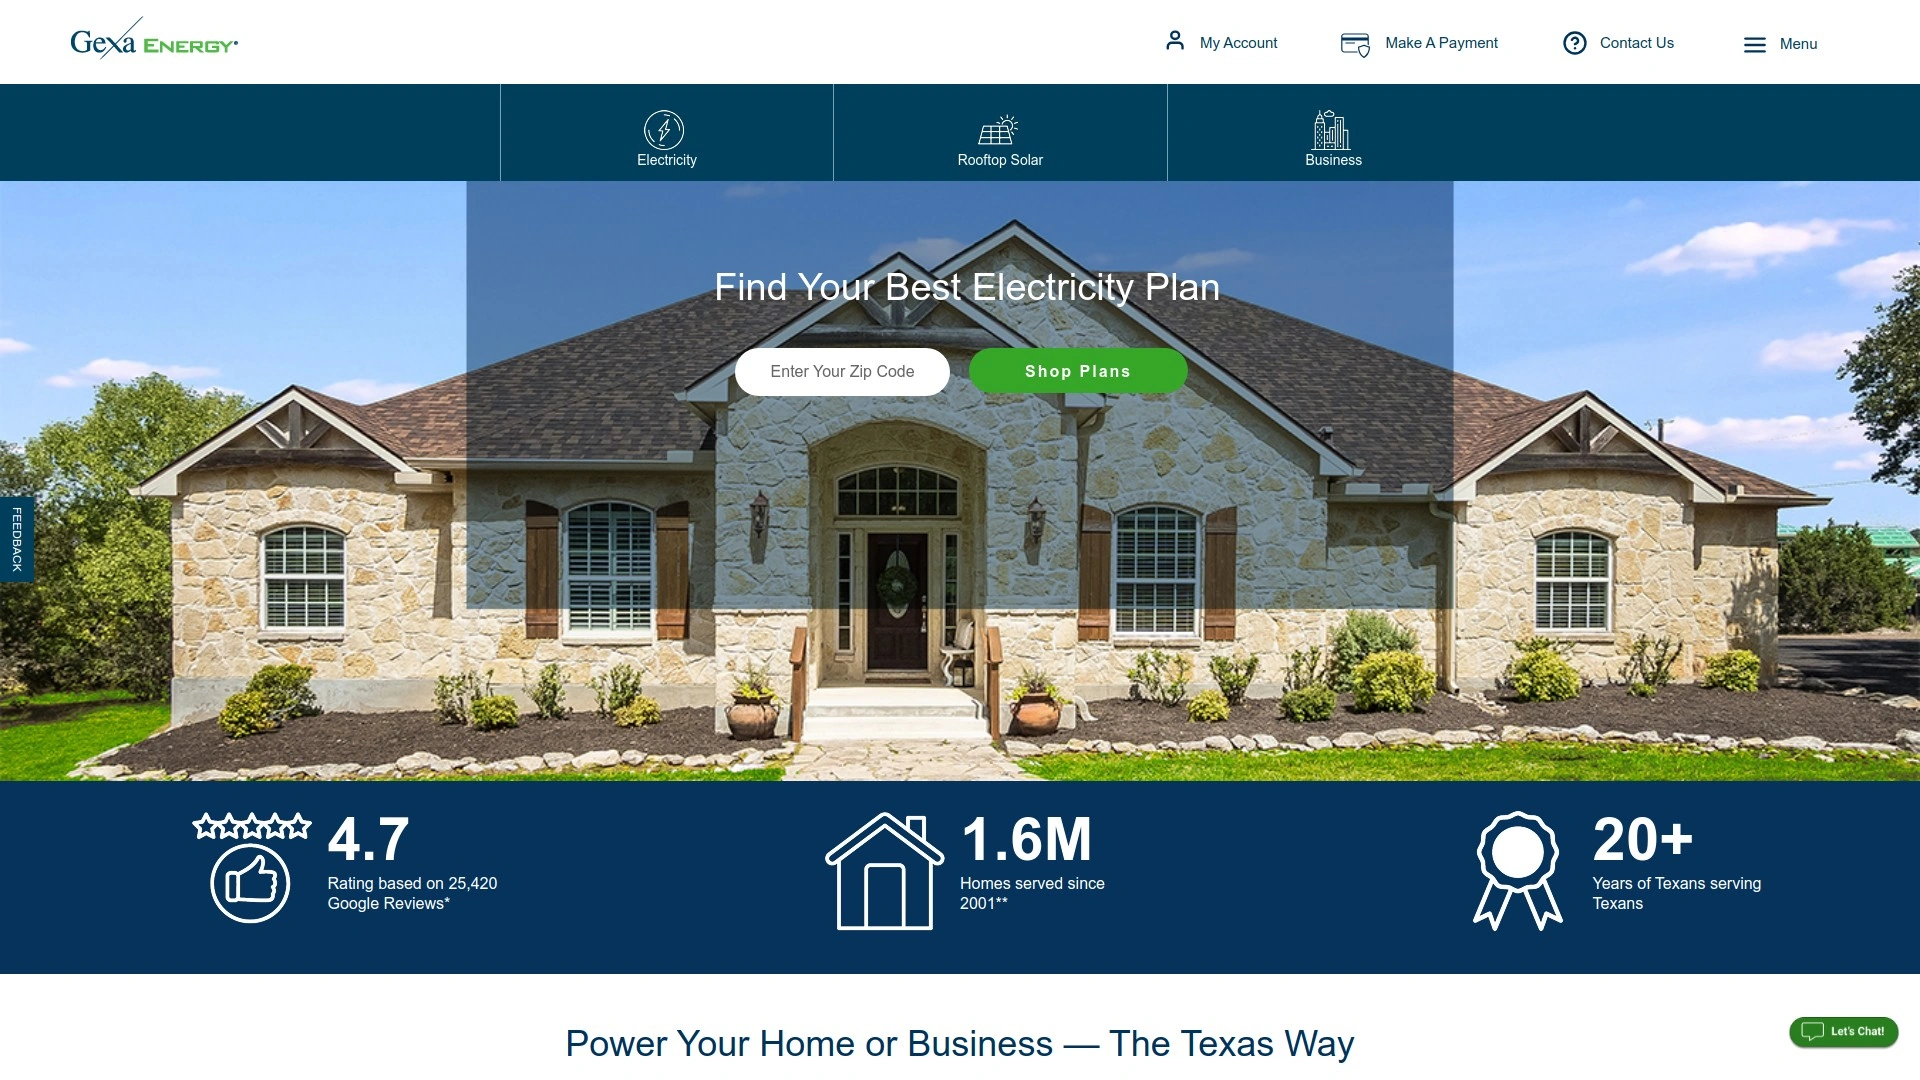 Gexa ENERGY
My Account
Make A Payment
Contact Us
Menu
Electricity
Rooftop Solar
Business
Find Your Best Electricity Plan
Enter Your Zip Code
Shop Plans
FEEDBACK
4.7
Rating based on 25,420
Google Reviews*
1.6M
Homes served since
2001**
20+
Years of Texans serving
Texans
Power Your Home or Business — The Texas Way
Let's Chat!